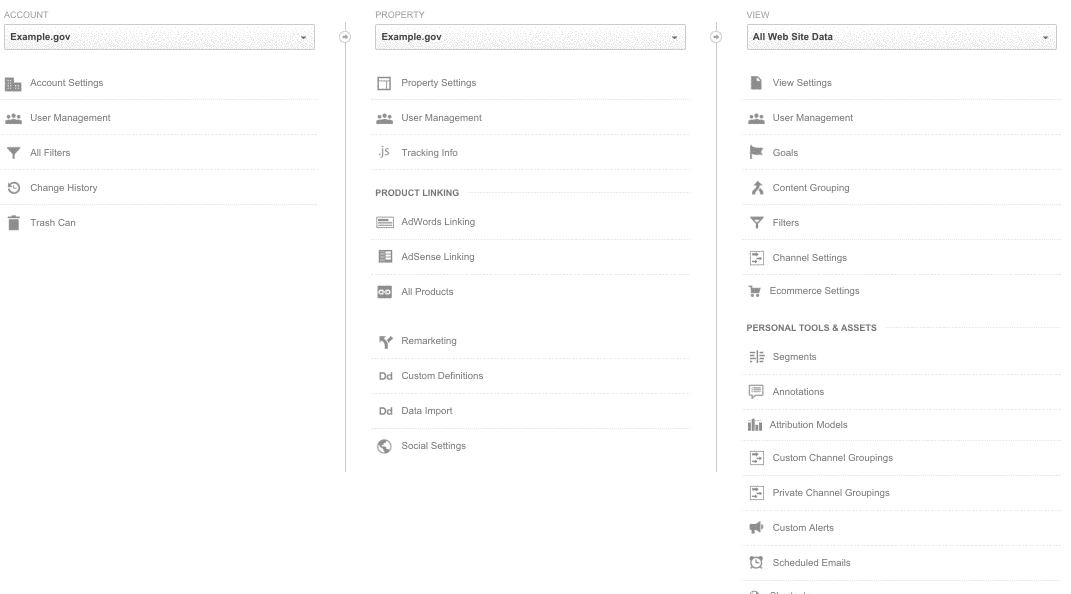 ACCOUNT
Example.gov
Account Settings
User Management
All Filters
Change History
Trash Can
PROPERTY
Example.gov
Property Settings
User Management
.js Tracking Info
PRODUCT LINKING
AdWords Linking
AdSense Linking
All Products
Remarketing
Dd Custom Definitions
Dd Data Import
Social Settings
VIEW
All Web Site Data
View Settings
User Management
Goals
Content Grouping
Filters
Channel Settings
Ecommerce Settings
PERSONAL TOOLS & ASSETS
Segments
Annotations
Attribution Models
Custom Channel Groupings
Private Channel Groupings
Custom Alerts
Scheduled Emails